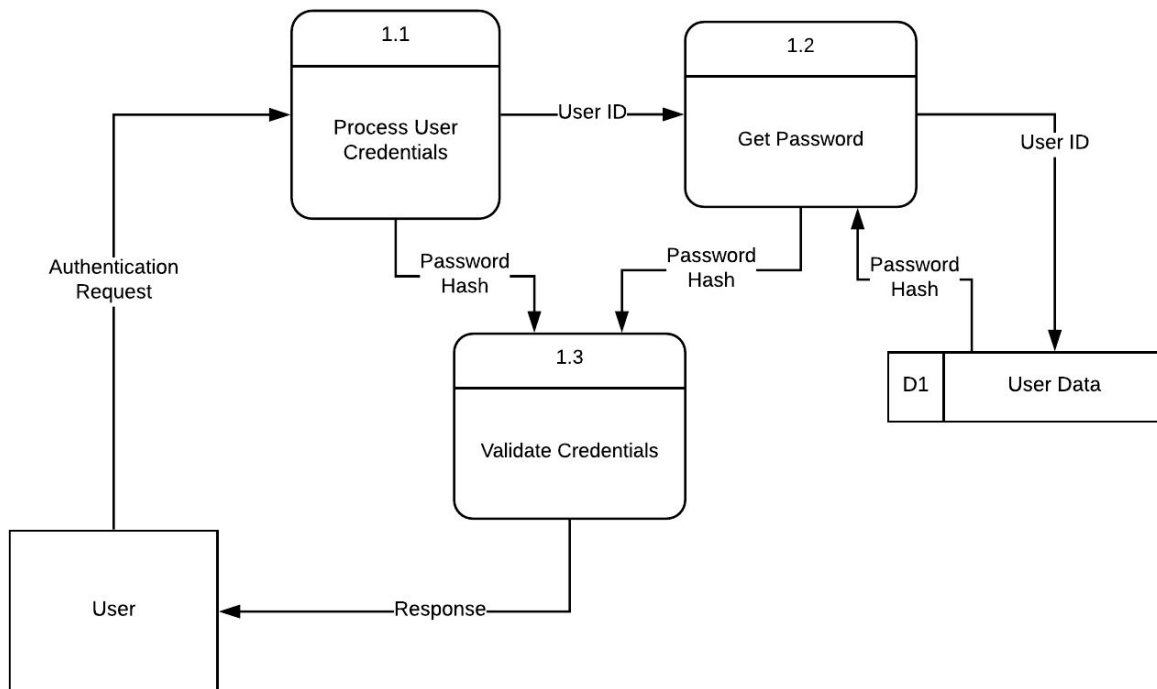 1.1
Process User
Credentials
User ID
1.2
Get Password
User ID
Authentication
Request
Password
Hash
Password
Hash
Password
Hash
1.3
Validate Credentials
D1
User Data
User
Response